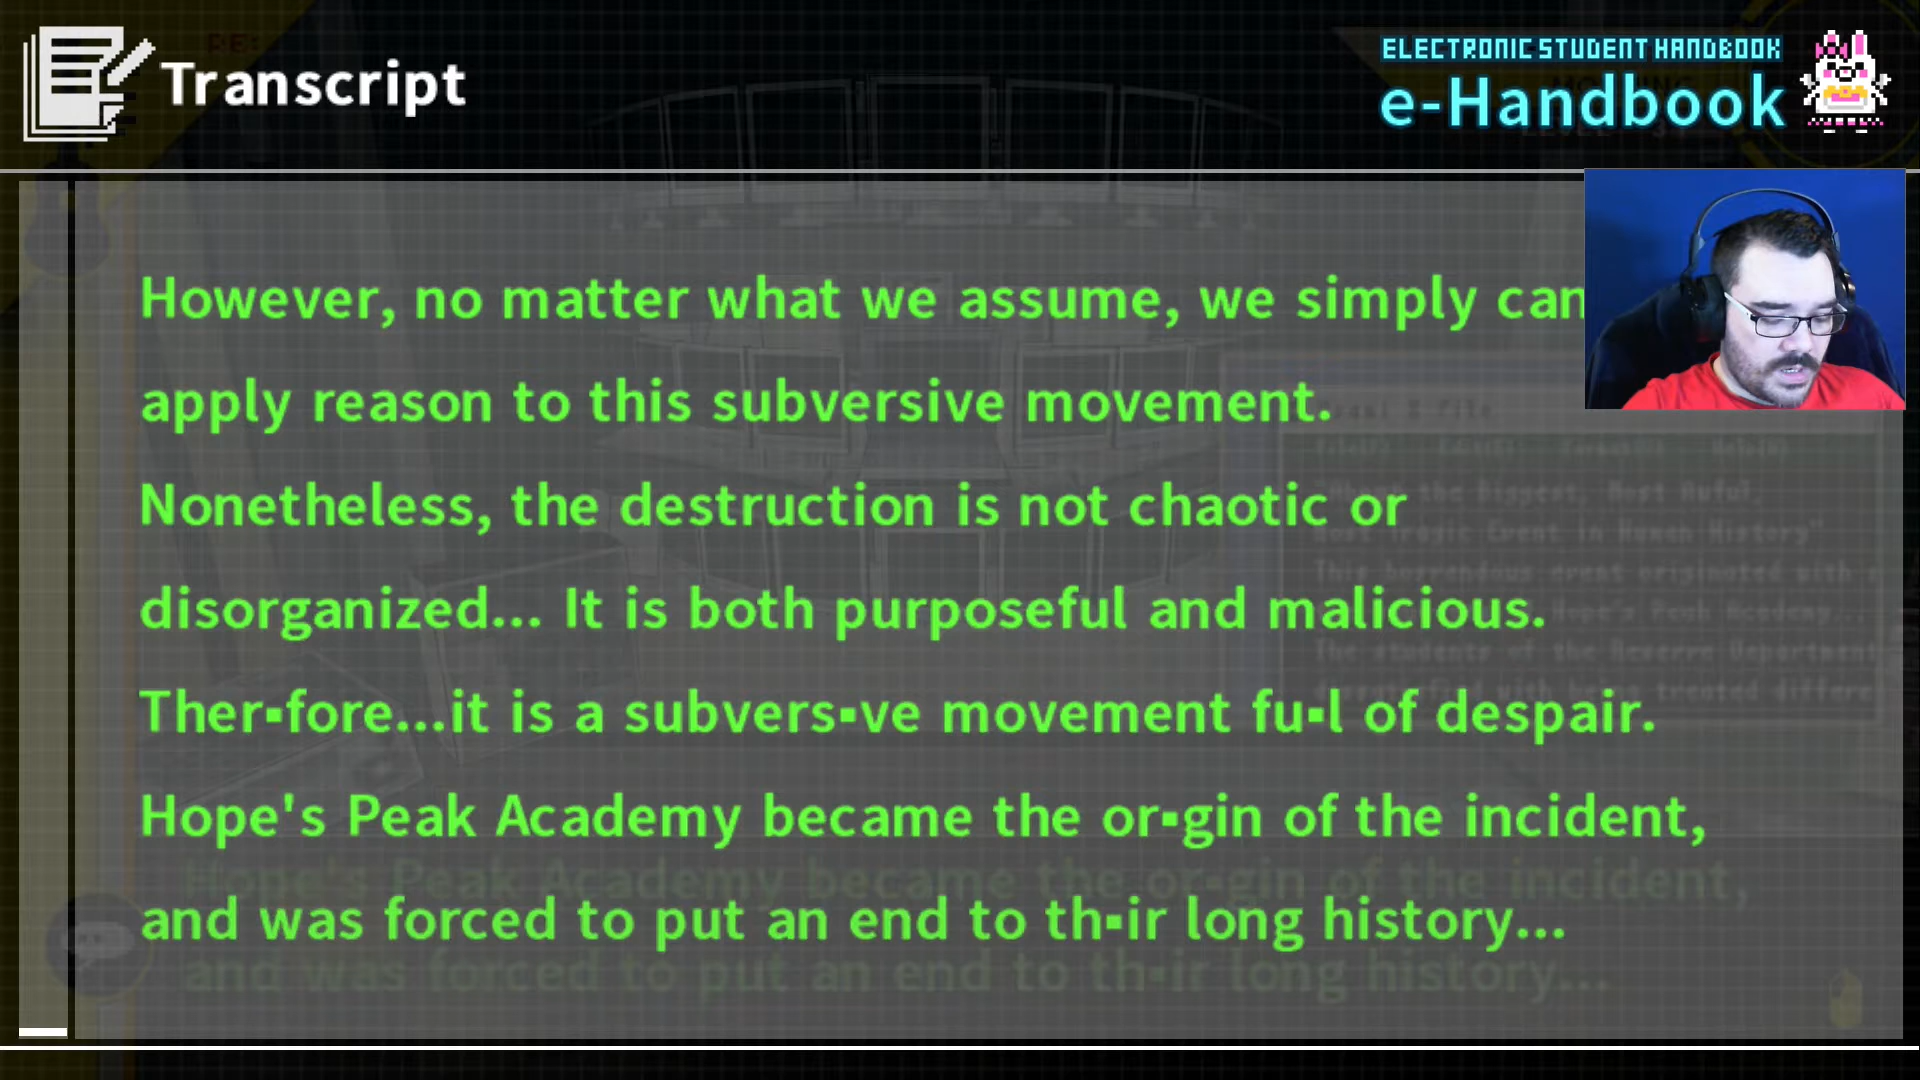 Transcript
ELECTRONIC STUDENT HANDBOOK
e-Handbook
However, no matter what we assume, we simply can
apply reason to this subversive movement.
Nonetheless, the destruction is not chaotic or
disorganized... It is both purposeful and malicious.
Ther▪fore...it is a subvers▪ve movement fu▪l of despair.
Hope's Peak Academy became the or▪gin of the incident,
and was forced to put an end to th▪ir long history...